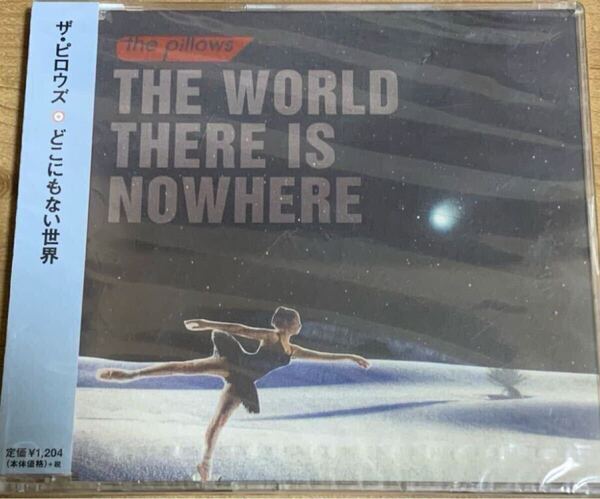 ザ・ピロウズ どこにもない世界
定価¥1,204
(本体価格)+税
the pillows
THE WORLD
THERE IS
NOWHERE